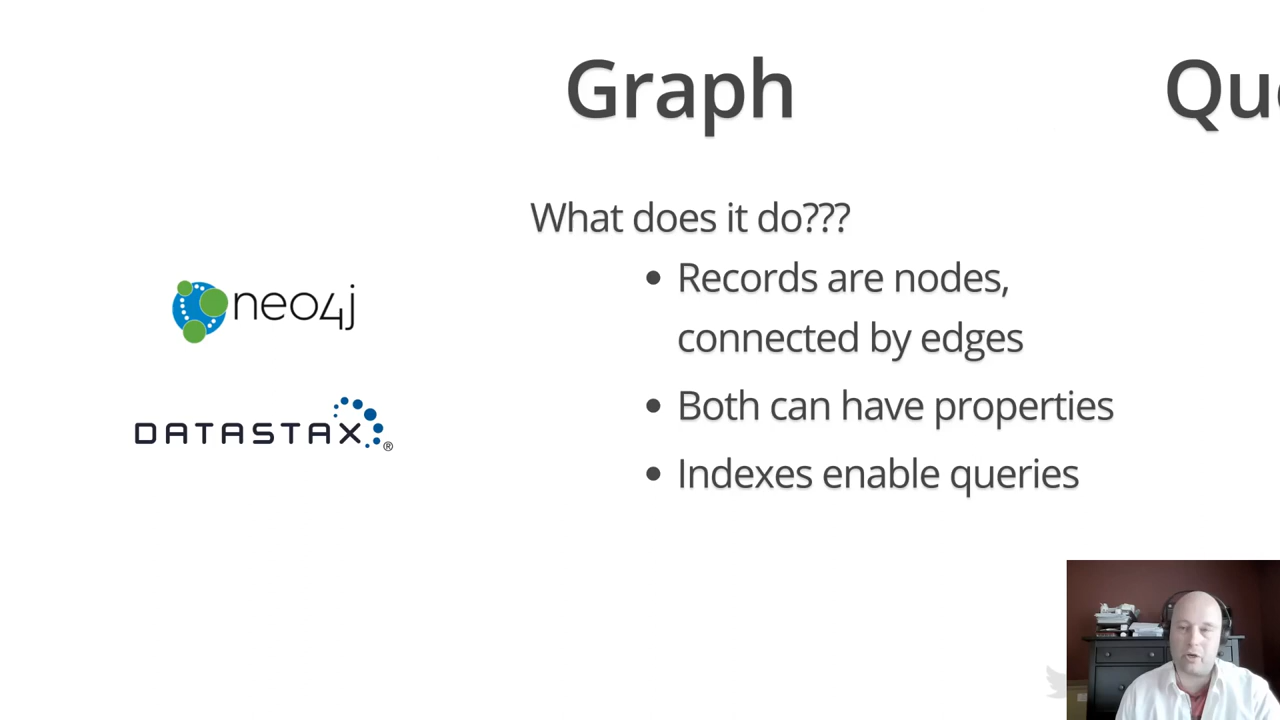 Graph
Qu
What does it do???
• Records are nodes,
connected by edges
• Both can have properties
• Indexes enable queries
neo4j
DATASTAX®